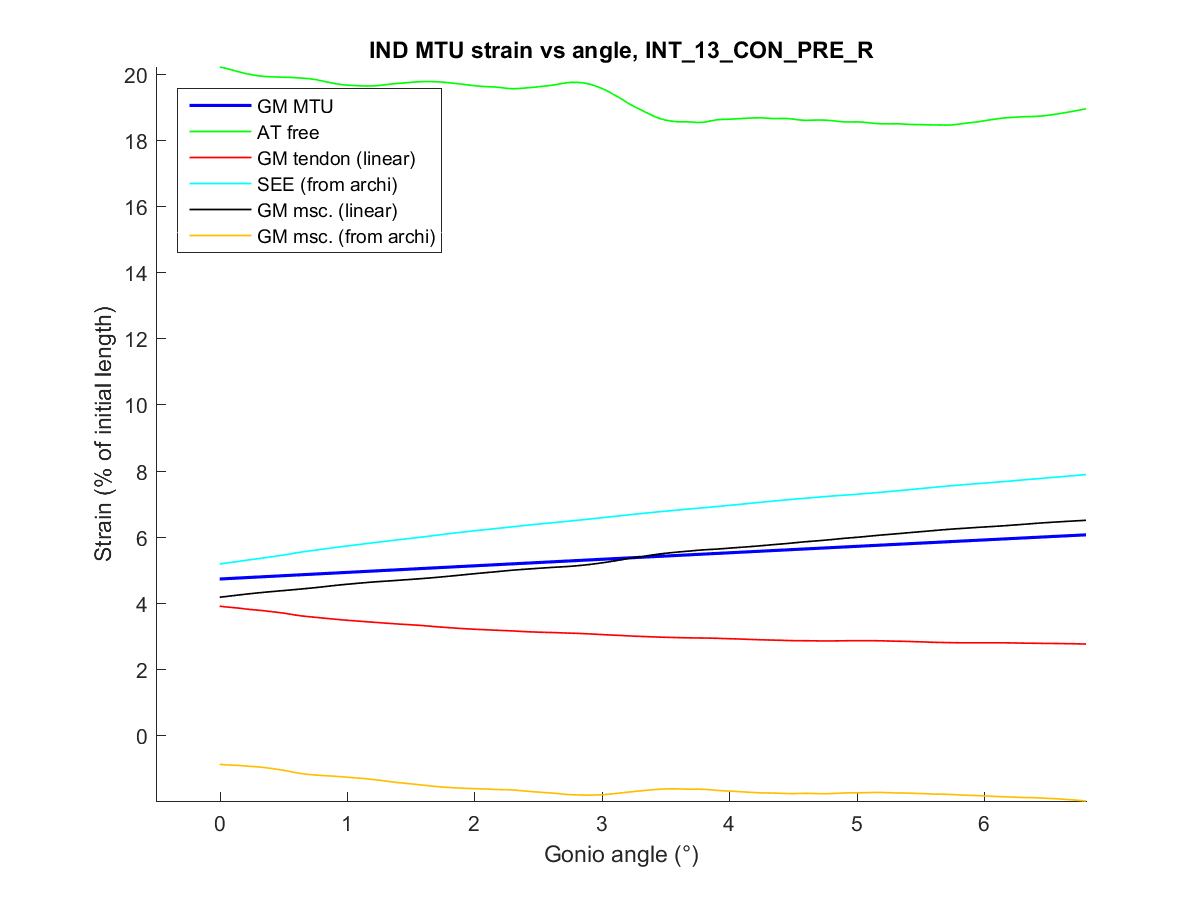 IND MTU strain vs angle, INT_13_CON_PRE_R
GM MTU
AT free
GM tendon (linear)
SEE (from archi)
GM msc. (linear)
GM msc. (from archi)
Strain (% of initial length)
20
18
16
14
12
10
8
6
4
2
0
0 1 2 3 4 5 6
Gonio angle (°)